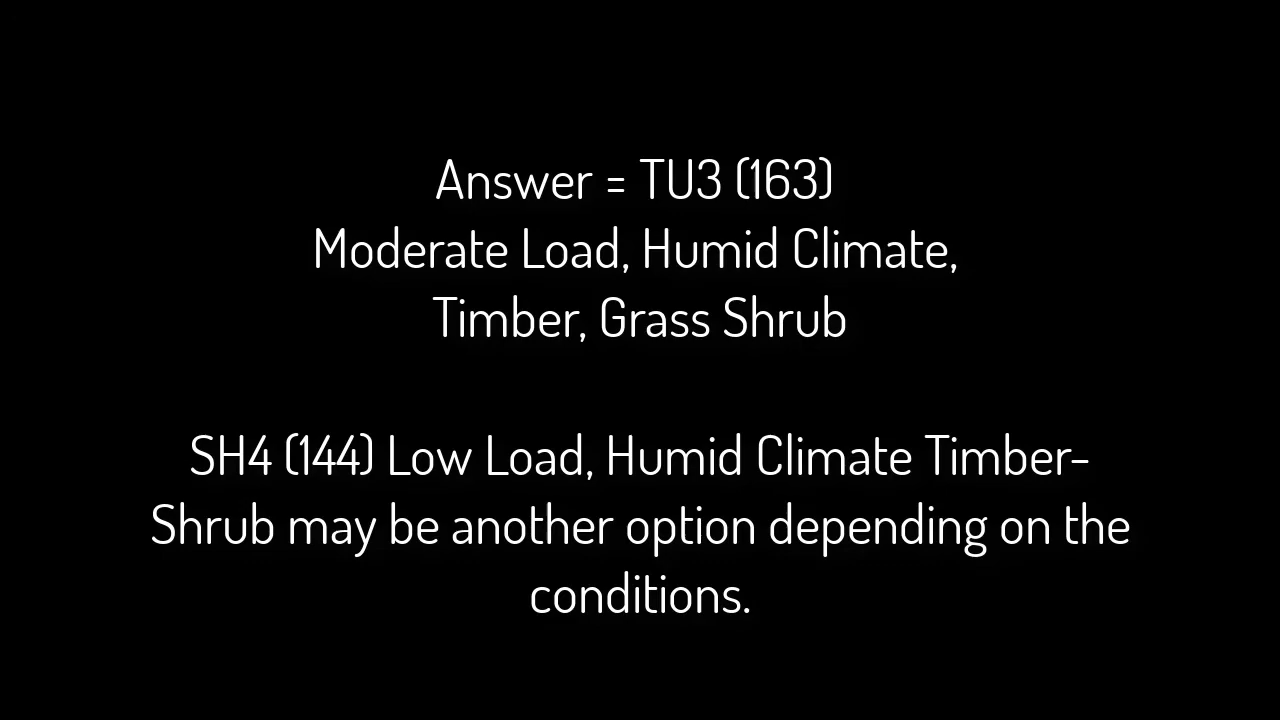 Answer = TU3 (163)
Moderate Load, Humid Climate,
Timber, Grass Shrub
SH4 (144) Low Load, Humid Climate Timber-
Shrub may be another option depending on the
conditions.